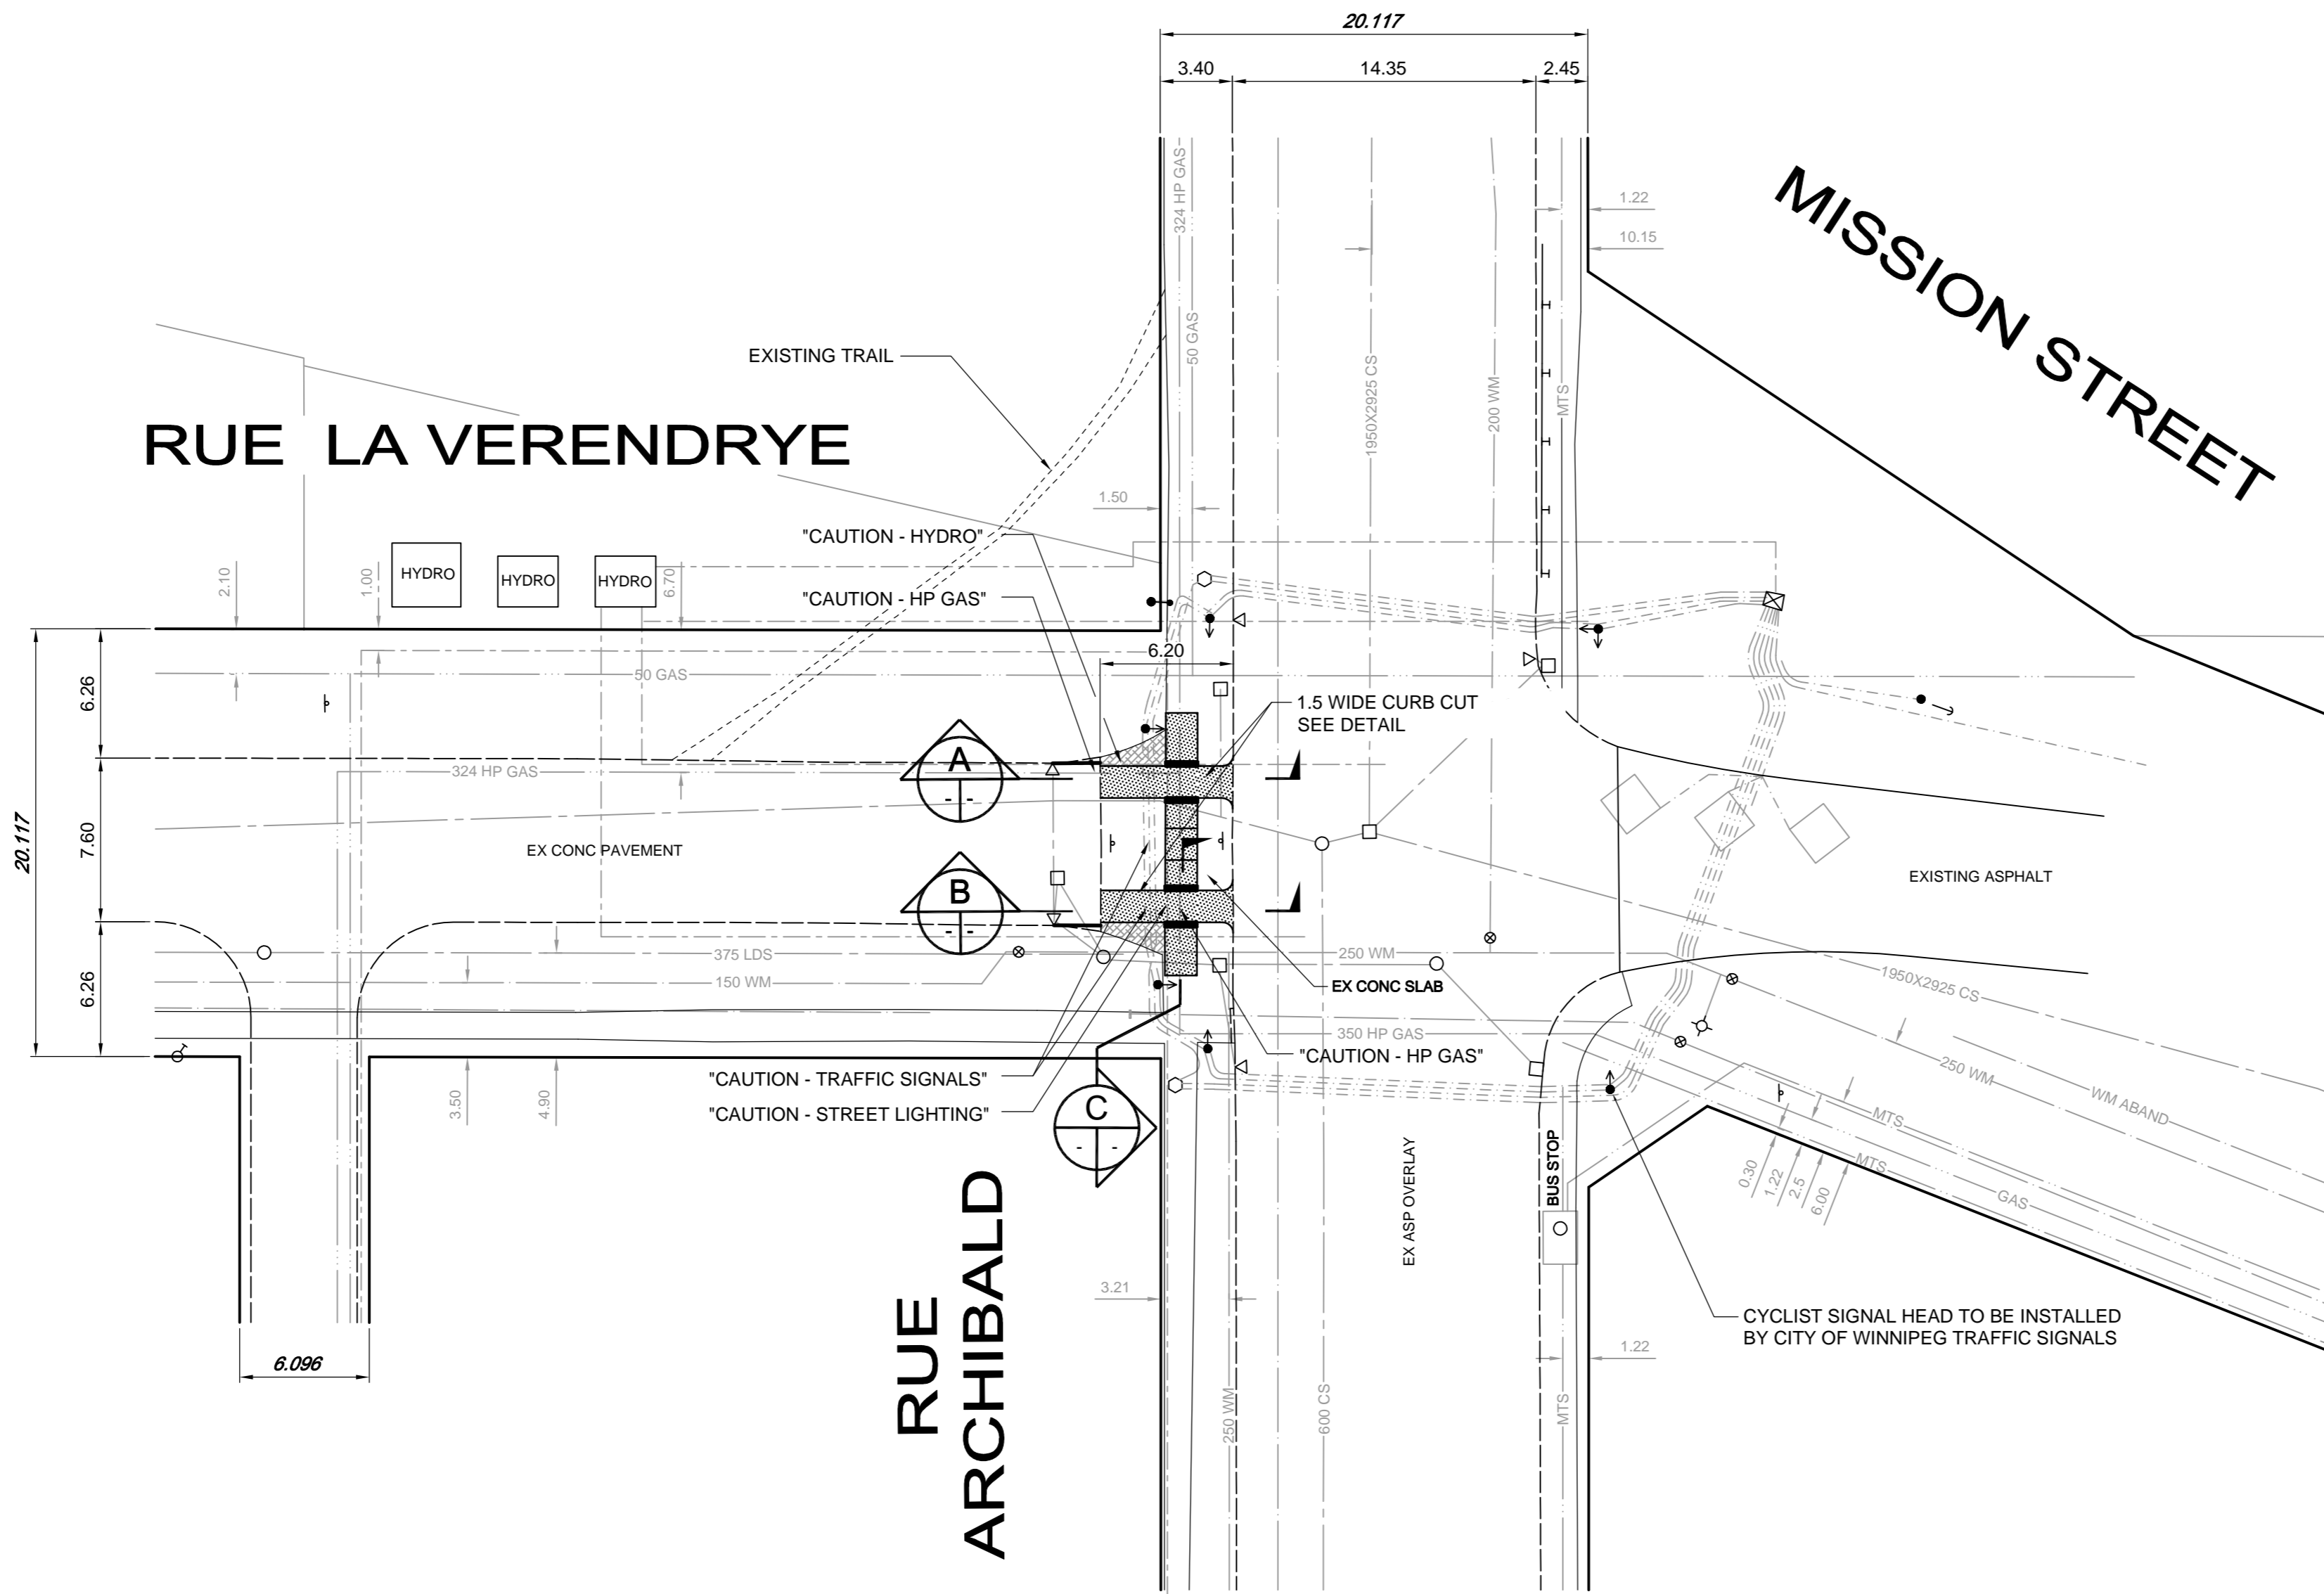 20.117
3.40
14.35
2.45
324 HP GAS
50 GAS
1950X2925 CS
200 WM
MTS
1.22
10.15
MISSION STREET
EXISTING TRAIL
RUE LA VERENDRYE
1.50
"CAUTION - HYDRO"
"CAUTION - HP GAS"
HYDRO
HYDRO
HYDRO
2.10
1.00
6.70
6.20
50 GAS
1.5 WIDE CURB CUT
SEE DETAIL
324 HP GAS
A
- -
20.117
6.26
7.60
6.26
EX CONC PAVEMENT
B
- -
EXISTING ASPHALT
375 LDS
150 WM
250 WM
EX CONC SLAB
350 HP GAS
"CAUTION - HP GAS"
1950X2925 CS
250 WM
WM ABAND
MTS
MTS
GAS
0.30
1.22
2.5
6.00
"CAUTION - TRAFFIC SIGNALS"
"CAUTION - STREET LIGHTING"
3.50
4.90
C
- -
EX ASP OVERLAY
BUS STOP
RUE
ARCHIBALD
3.21
CYCLIST SIGNAL HEAD TO BE INSTALLED
BY CITY OF WINNIPEG TRAFFIC SIGNALS
1.22
6.096
250 WM
600 CS
MTS